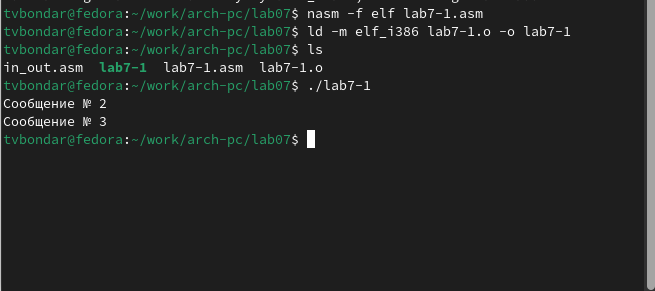 tvbondar@fedora:~/work/arch-pc/lab07$ nasm -f elf lab7-1.asm
tvbondar@fedora:~/work/arch-pc/lab07$ ld -m elf_i386 lab7-1.o -o lab7-1
tvbondar@fedora:~/work/arch-pc/lab07$ ls
in_out.asm  lab7-1  lab7-1.asm  lab7-1.o
tvbondar@fedora:~/work/arch-pc/lab07$ ./lab7-1
Сообщение № 2
Сообщение № 3
tvbondar@fedora:~/work/arch-pc/lab07$